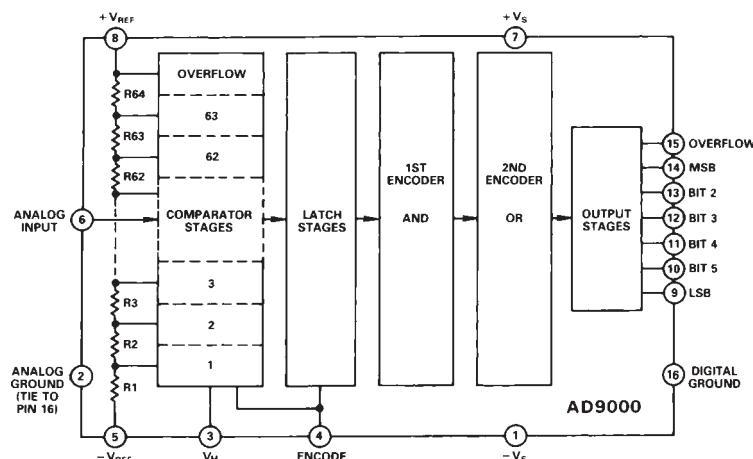 + VREF
+ VS
8
7
OVERFLOW
R64
63
R63
62
R62
15 OVERFLOW
14 MSB
1ST ENCODER
2ND ENCODER
13 BIT 2
ANALOG INPUT
6
COMPARATOR STAGES
LATCH STAGES
AND
OR
OUTPUT STAGES
12 BIT 3
11 BIT 4
10 BIT 5
9 LSB
3
R3
2
R2
1
R1
ANALOG GROUND (TIE TO PIN 16)
2
16
DIGITAL GROUND
AD9000
5
3
4
1
− VREF
VH
ENCODE
− VS